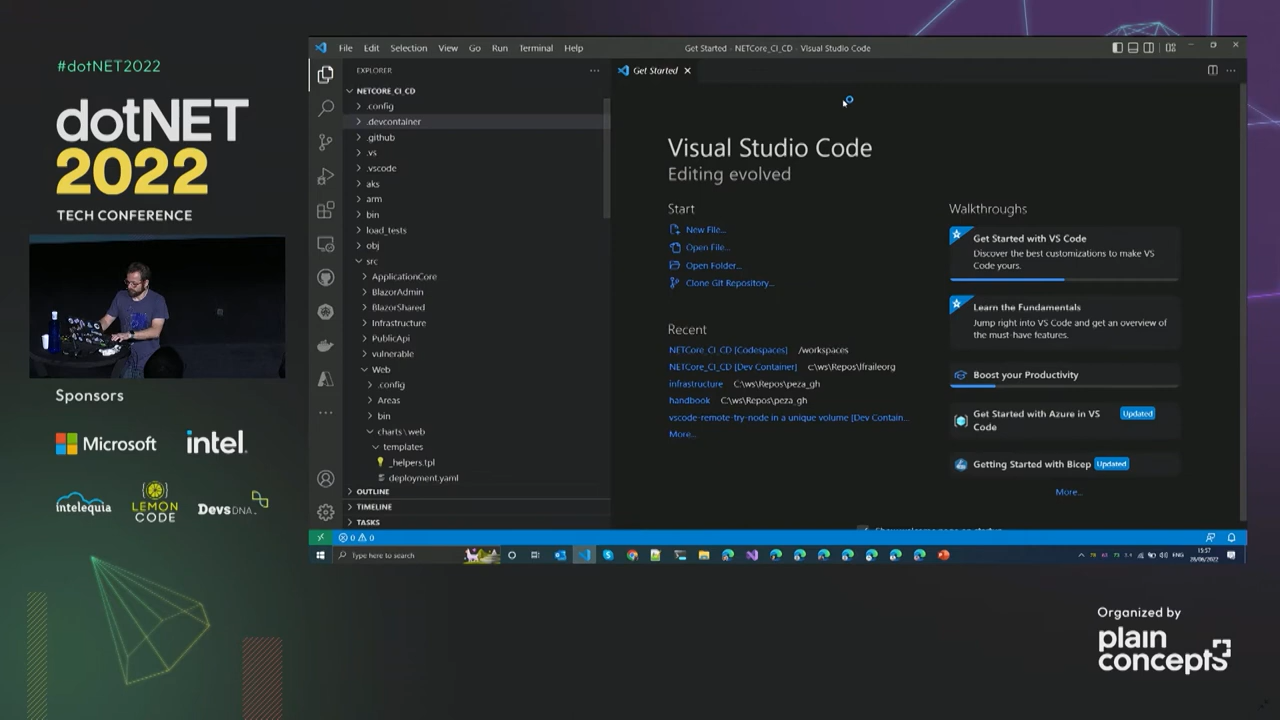 #dotNET2022
dotNET
2022
TECH CONFERENCE
Sponsors
Microsoft
intel.
intelequia
LEMON
CODE
DevsDNA
File Edit Selection View Go Run Terminal Help
Get Started - NETCore_CI_CD - Visual Studio Code
EXPLORER
NETCORE_CI_CD
.config
.devcontainer
.github
.vs
.vscode
aks
arm
bin
load_tests
obj
src
ApplicationCore
BlazorAdmin
BlazorShared
Infrastructure
PublicApi
vulnerable
Web
.config
Areas
bin
charts\web
templates
_helpers.tpl
deployment.yaml
OUTLINE
TIMELINE
TASKS
Get Started
Visual Studio Code
Editing evolved
Start
New File...
Open File...
Open Folder...
Clone Git Repository...
Recent
NETCore_CI_CD [Codespaces] /workspaces
NETCore_CI_CD [Dev Container] c:\ws\Repos\lfraileorg
infrastructure C:\ws\Repos\peza_gh
handbook C:\ws\Repos\peza_gh
vscode-remote-try-node in a unique volume [Dev Contain...
More...
Walkthroughs
Get Started with VS Code
Discover the best customizations to make VS
Code yours.
Learn the Fundamentals
Jump right into VS Code and get an overview of
the must-have features.
Boost your Productivity
Get Started with Azure in VS
Code
Updated
Getting Started with Bicep Updated
More...
0 0
Type here to search
ENG
15:57
28/06/2022
Organized by
plain
concepts